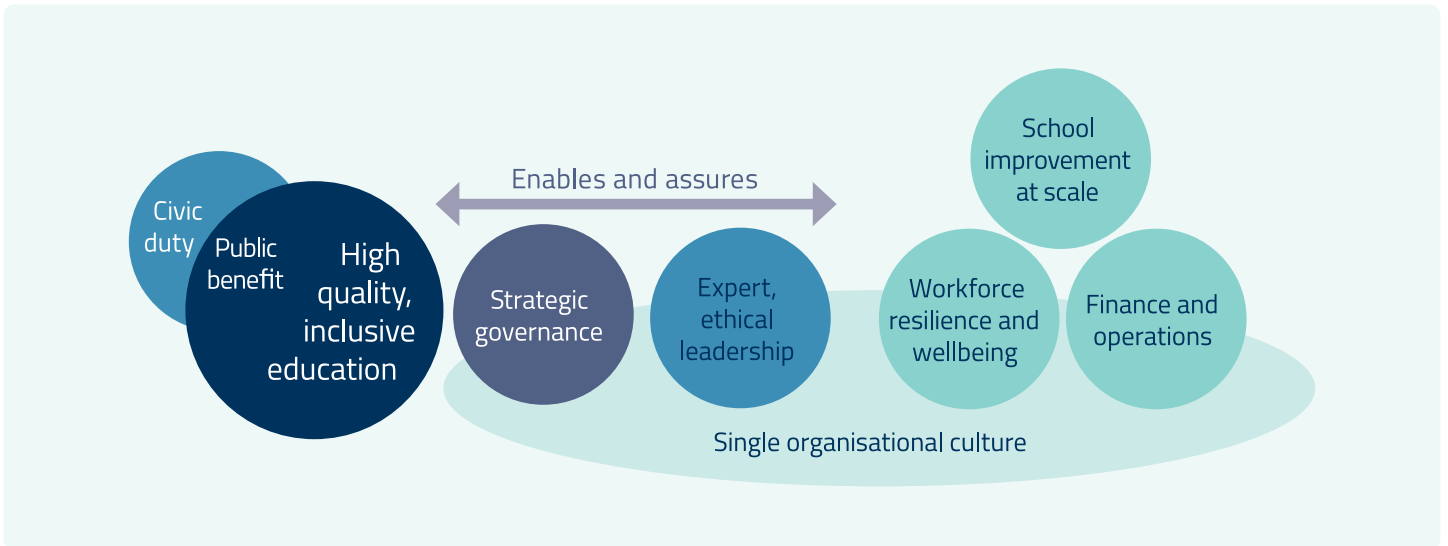 Civic
duty
Public
benefit
High
quality,
inclusive
education
Enables and assures
Strategic
governance
Expert,
ethical
leadership
School
improvement
at scale
Workforce
resilience and
wellbeing
Finance and
operations
Single organisational culture